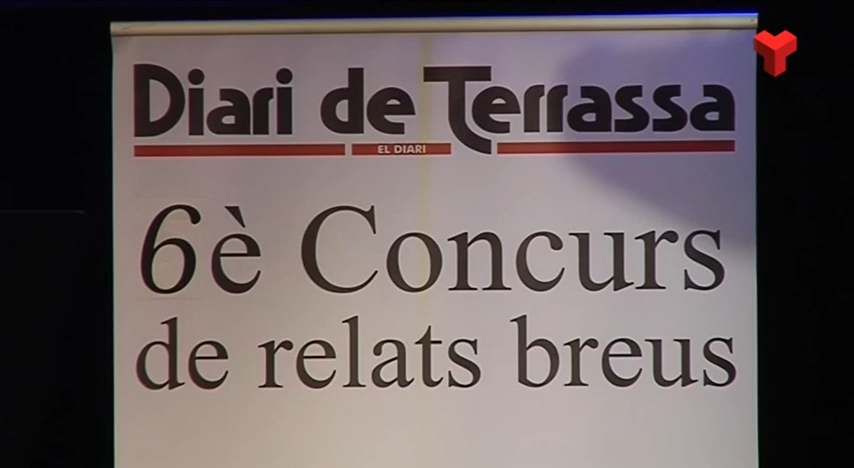 Diari de Terrassa
EL DIARI
6è Concurs
de relats breus